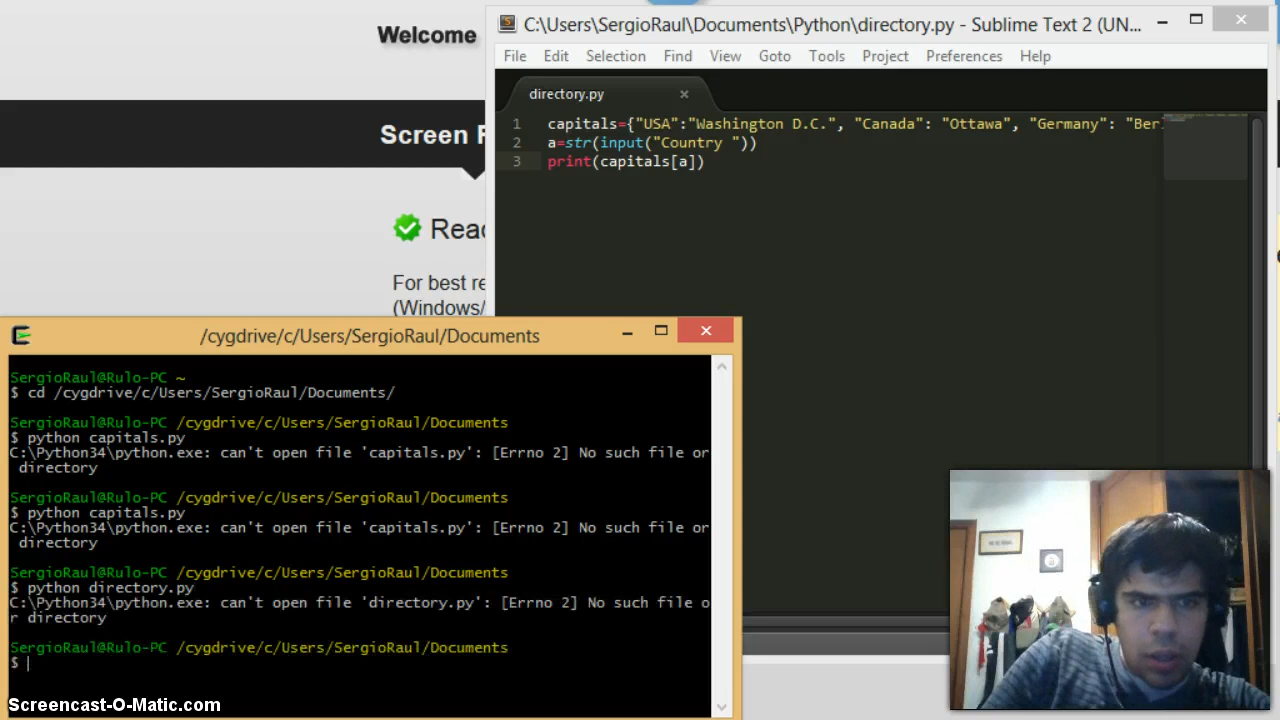 Welcome
C:\Users\SergioRaul\Documents\Python\directory.py - Sublime Text 2 (UN...
File Edit Selection Find View Goto Tools Project Preferences Help
Screen
directory.py
1 capitals={"USA":"Washington D.C.", "Canada": "Ottawa", "Germany": "Ber
2 a=str(input("Country "))
3 print(capitals[a])
For best
(Windows/
/cygdrive/c/Users/SergioRaul/Documents
SergioRaul@Rulo-PC ~
$ cd /cygdrive/c/Users/SergioRaul/Documents/
SergioRaul@Rulo-PC /cygdrive/c/Users/SergioRaul/Documents
$ python capitals.py
C:\Python34\python.exe: can't open file 'capitals.py': [Errno 2] No such file or
directory
SergioRaul@Rulo-PC /cygdrive/c/Users/SergioRaul/Documents
$ python capitals.py
C:\Python34\python.exe: can't open file 'capitals.py': [Errno 2] No such file or
directory
SergioRaul@Rulo-PC /cygdrive/c/Users/SergioRaul/Documents
$ python directory.py
C:\Python34\python.exe: can't open file 'directory.py': [Errno 2] No such file o
r directory
SergioRaul@Rulo-PC /cygdrive/c/Users/SergioRaul/Documents
$
Screencast-O-Matic.com